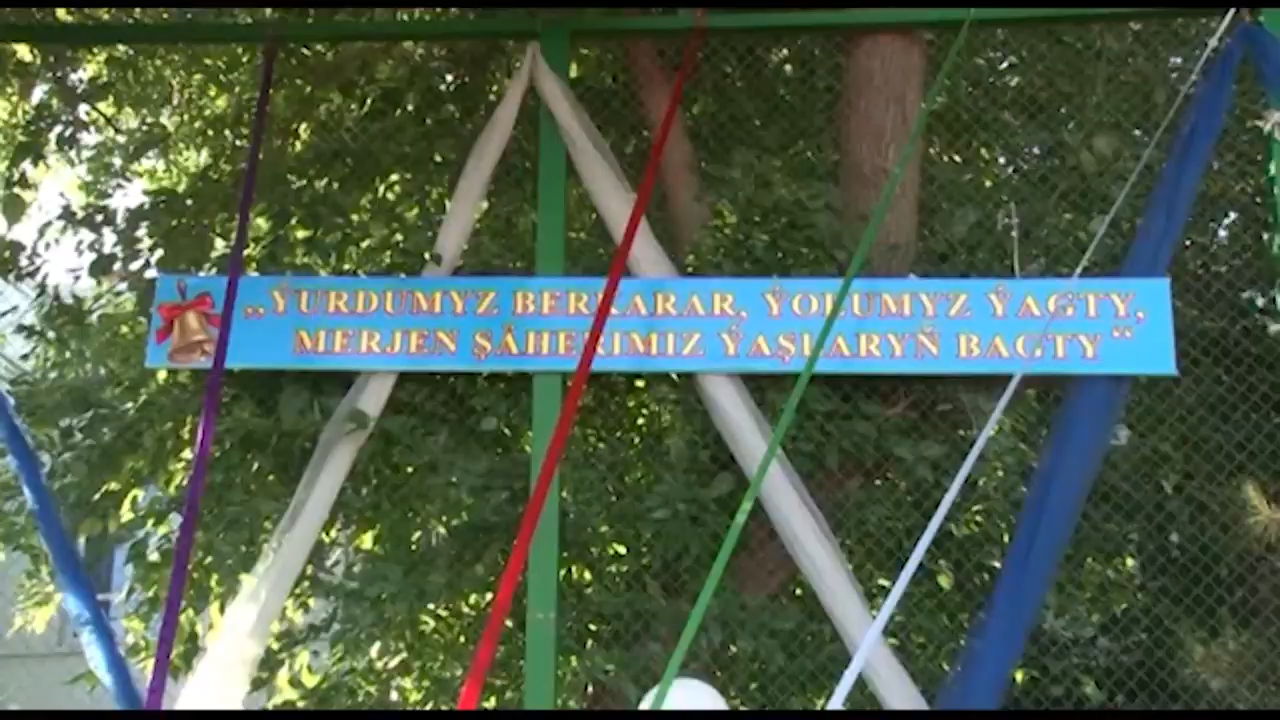 „ÝURDUMYZ BERKARAR, ÝOLUMYZ ÝAGTY,
MERJEN ŞÄHERIMIZ ÝAŞLARYŇ BAGTY“